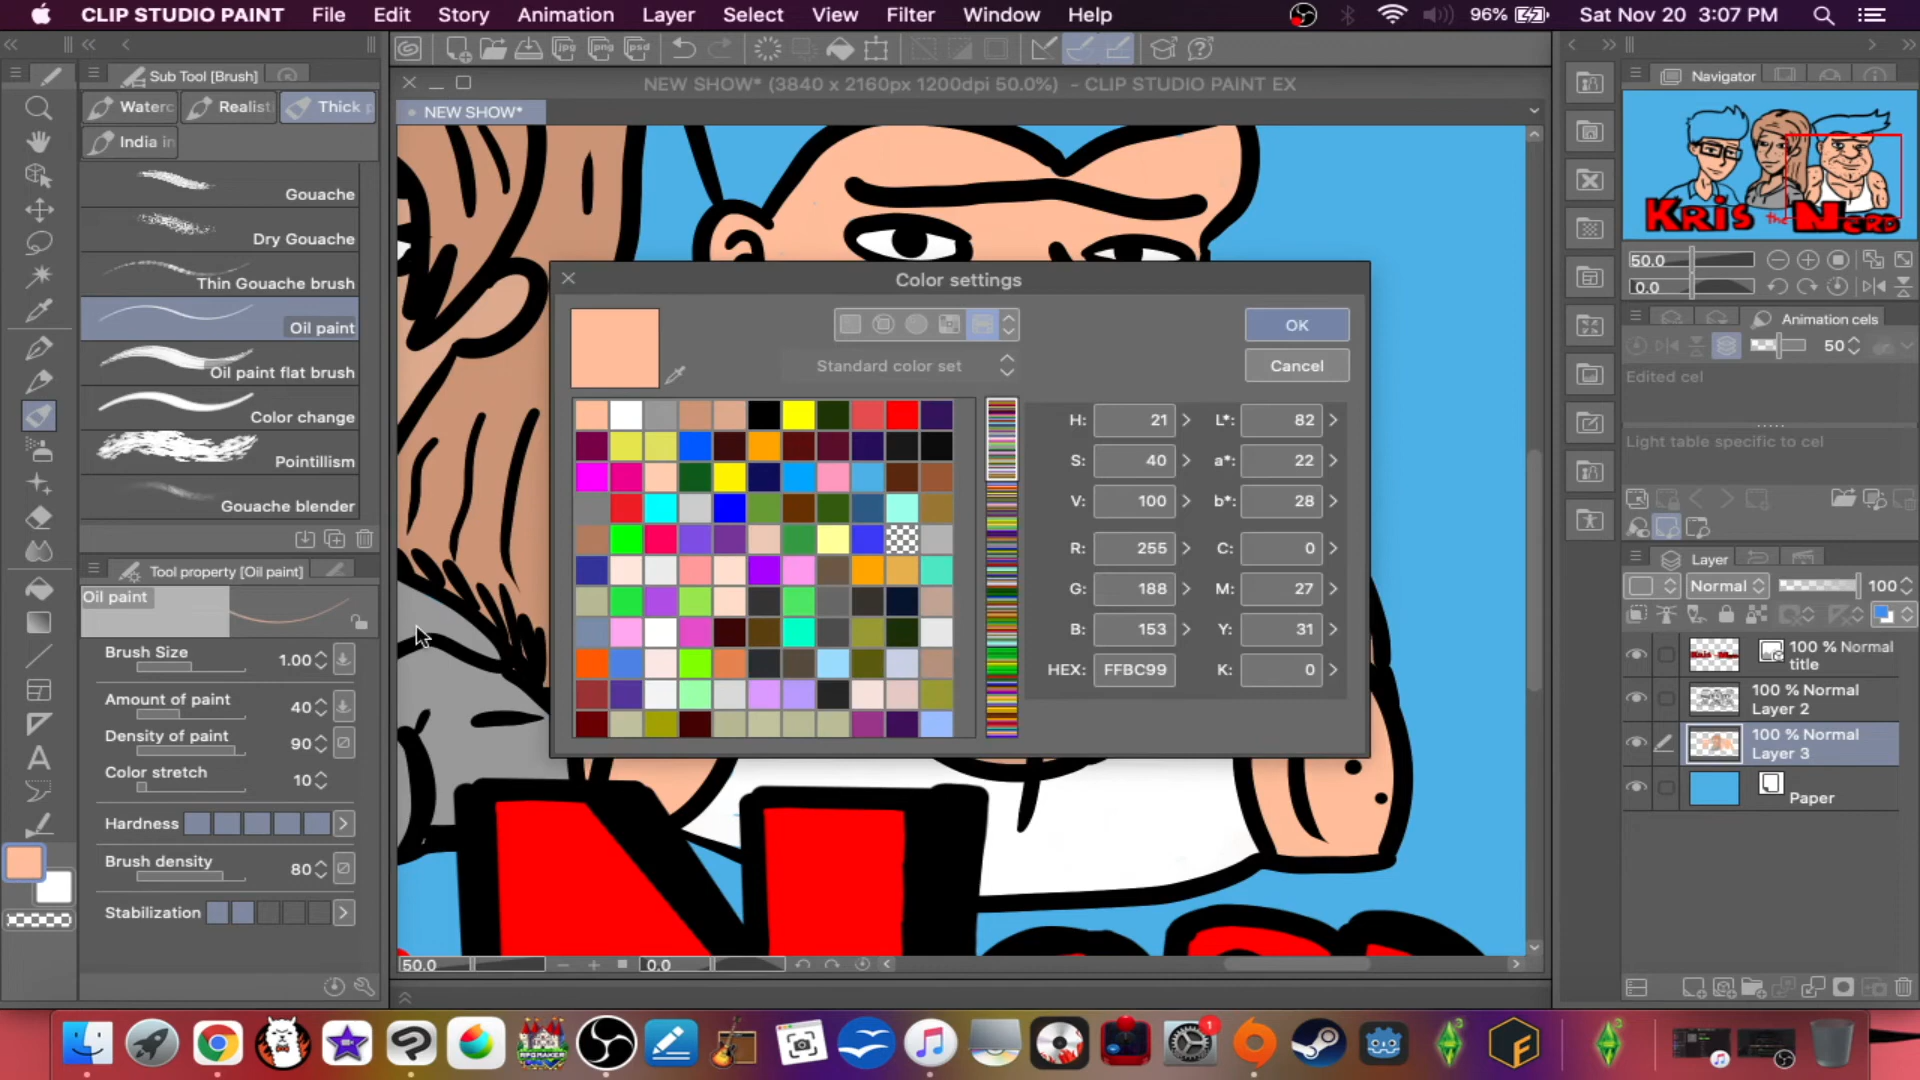 CLIP STUDIO PAINT File Edit Story Animation Layer Select View Filter Window Help 96% Sat Nov 20 3:07 PM
Sub Tool [Brush]
Waterc Realist Thick p
India in
Gouache
Dry Gouache
Thin Gouache brush
Oil paint
Oil paint flat brush
Color change
Pointillism
Gouache blender
Tool property [Oil paint]
Oil paint
Brush Size 1.00
Amount of paint 40
Density of paint 90
Color stretch 10
Hardness
Brush density 80
Stabilization
NEW SHOW* (3840 x 2160px 1200dpi 50.0%) - CLIP STUDIO PAINT EX
NEW SHOW*
Color settings
OK
Standard color set
Cancel
H: 21 L*: 82
S: 40 a*: 22
V: 100 b*: 28
R: 255 C: 0
G: 188 M: 27
B: 153 Y: 31
HEX: FFBC99 K: 0
50.0 0.0
Navigator
Kris the Nerd
50.0
0.0
Animation cels
50
Edited cel
Light table specific to cel
Layer
Normal 100
100 % Normal
title
100 % Normal
Layer 2
100 % Normal
Layer 3
Paper
RPGMAKER
1